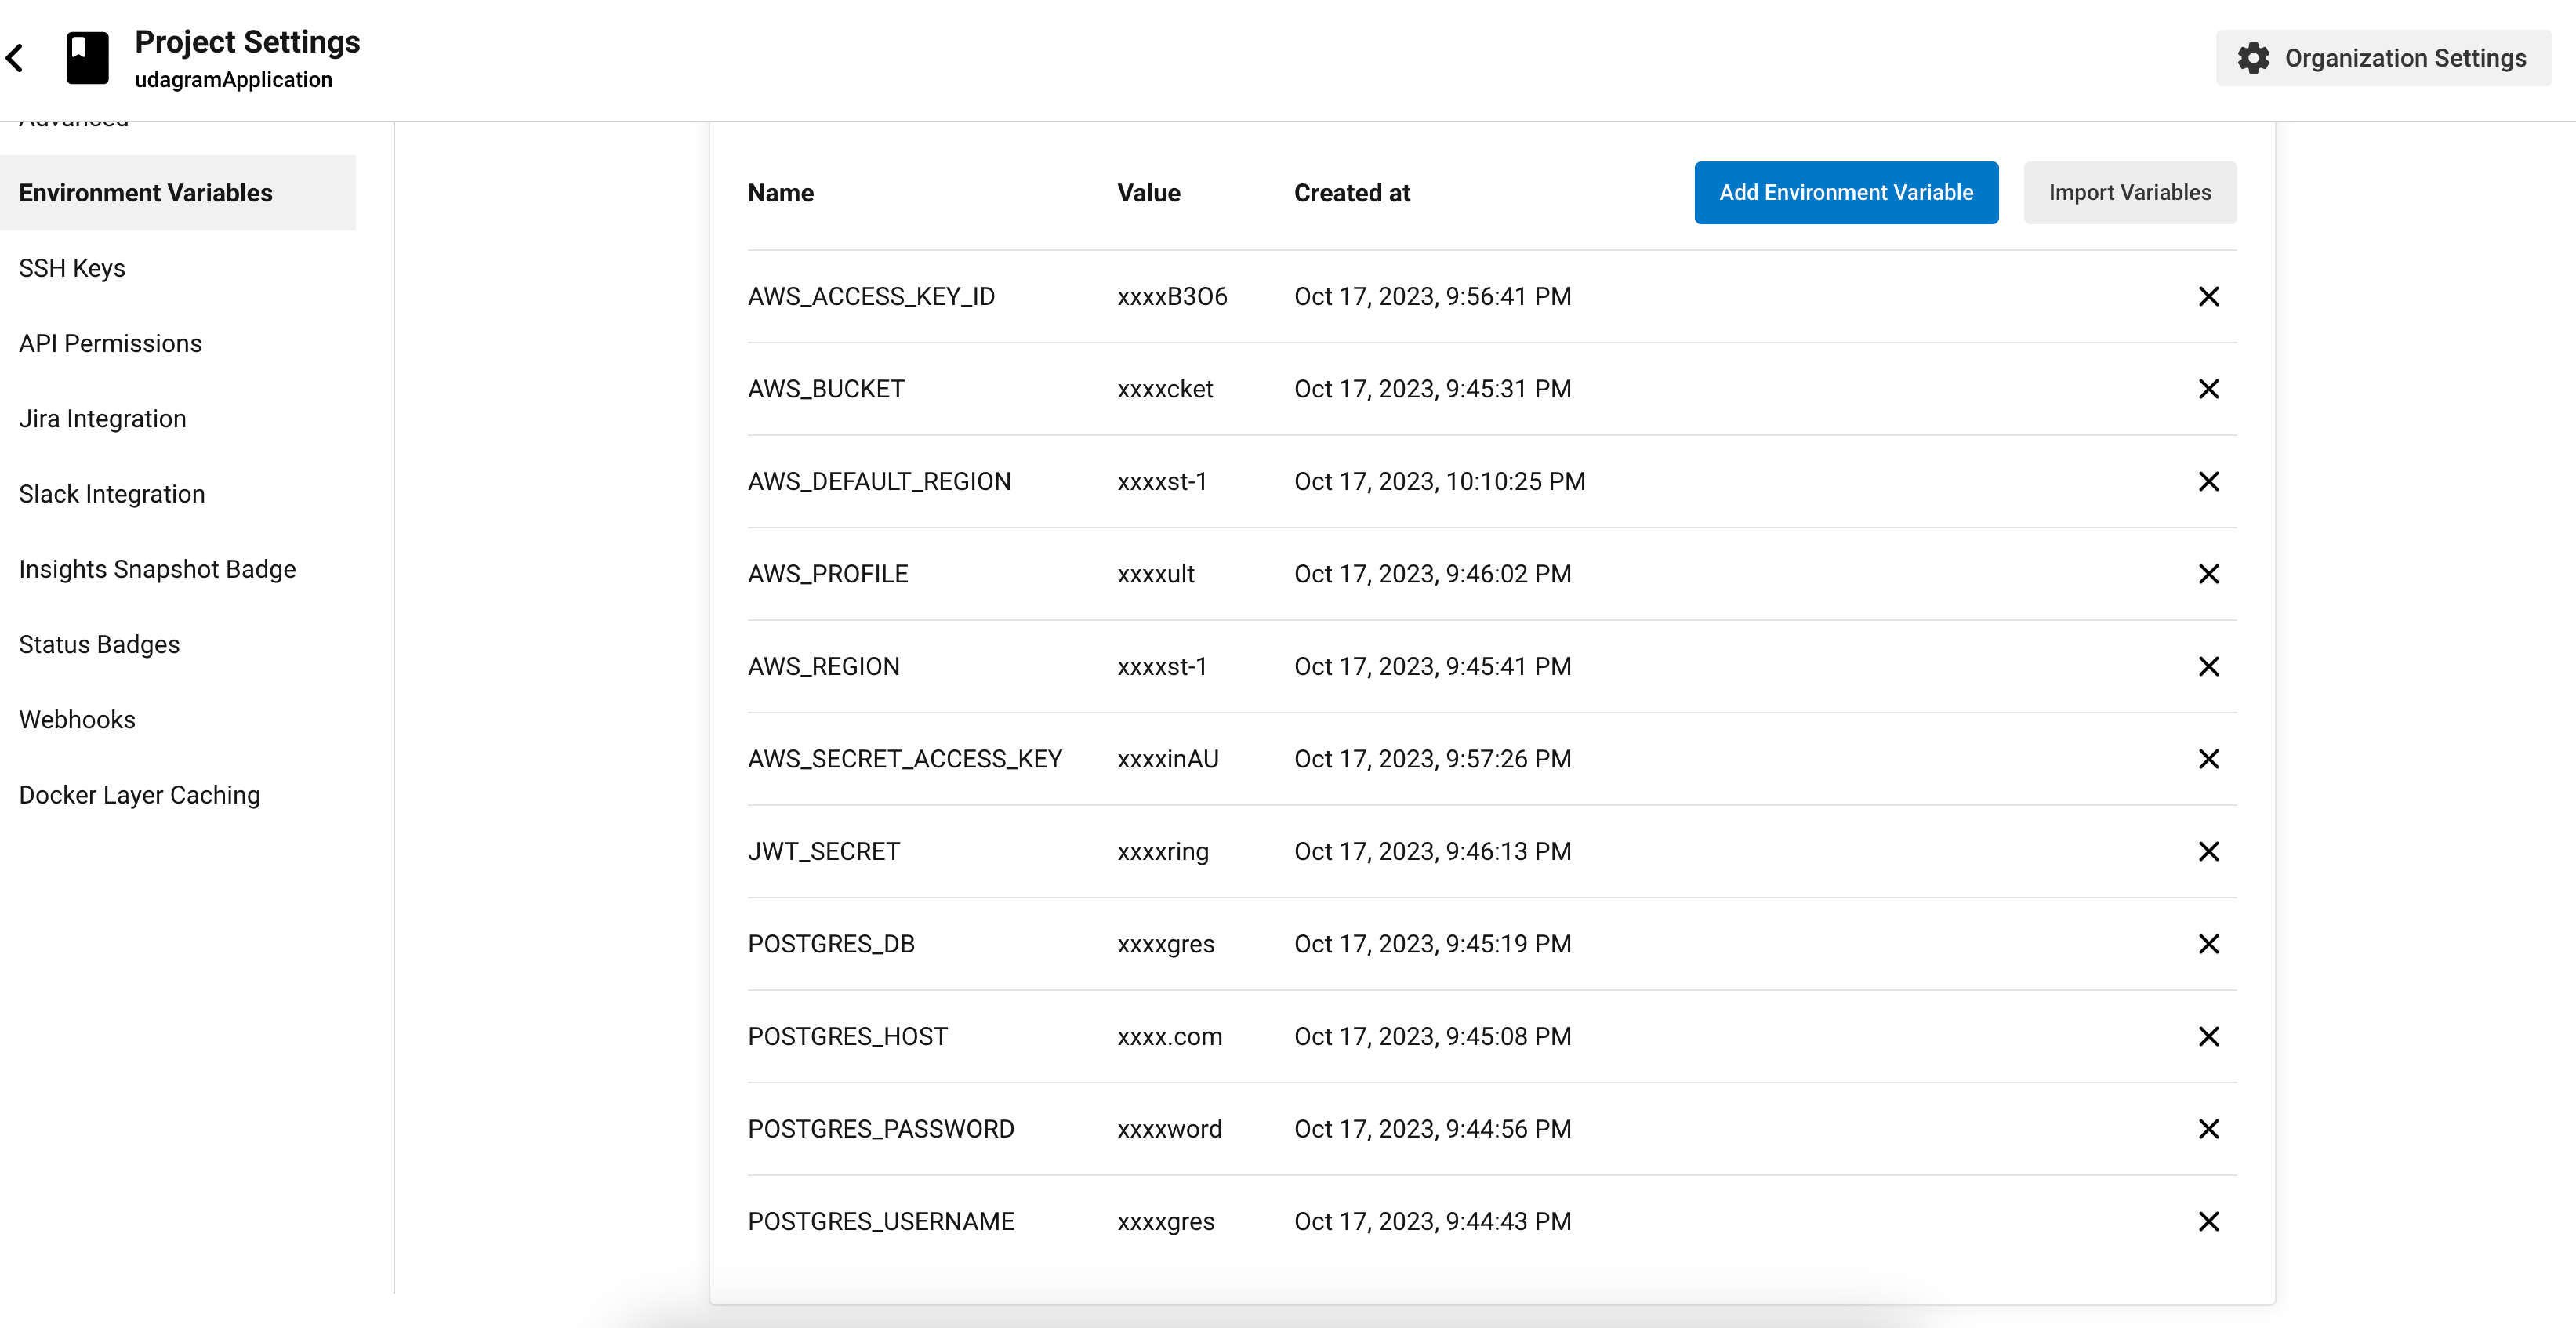 Project Settings
udagramApplication
Organization Settings
Advanced
Environment Variables
SSH Keys
API Permissions
Jira Integration
Slack Integration
Insights Snapshot Badge
Status Badges
Webhooks
Docker Layer Caching
Name Value Created at Add Environment Variable Import Variables
AWS_ACCESS_KEY_ID xxxxB3O6 Oct 17, 2023, 9:56:41 PM
AWS_BUCKET xxxxcket Oct 17, 2023, 9:45:31 PM
AWS_DEFAULT_REGION xxxxst-1 Oct 17, 2023, 10:10:25 PM
AWS_PROFILE xxxxult Oct 17, 2023, 9:46:02 PM
AWS_REGION xxxxst-1 Oct 17, 2023, 9:45:41 PM
AWS_SECRET_ACCESS_KEY xxxxinAU Oct 17, 2023, 9:57:26 PM
JWT_SECRET xxxxring Oct 17, 2023, 9:46:13 PM
POSTGRES_DB xxxxgres Oct 17, 2023, 9:45:19 PM
POSTGRES_HOST xxxx.com Oct 17, 2023, 9:45:08 PM
POSTGRES_PASSWORD xxxxword Oct 17, 2023, 9:44:56 PM
POSTGRES_USERNAME xxxxgres Oct 17, 2023, 9:44:43 PM